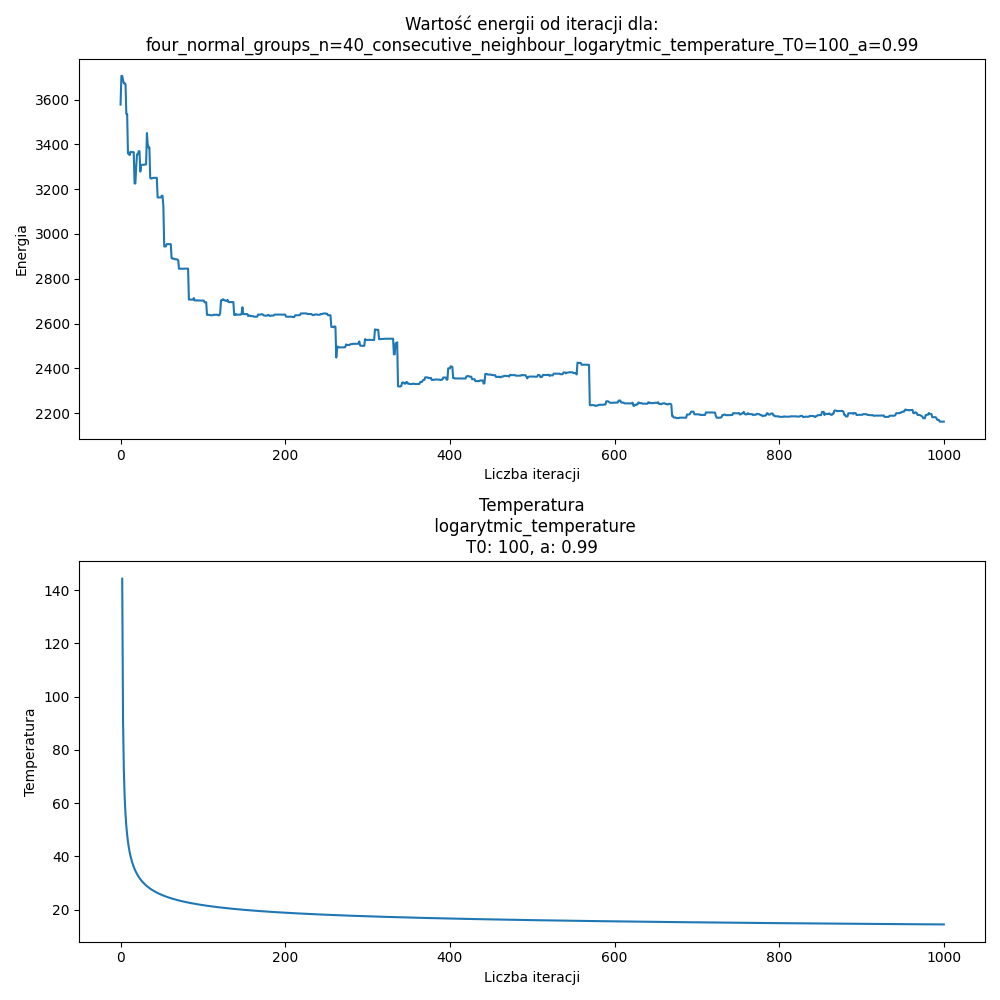 Wartość energii od iteracji dla:
four_normal_groups_n=40_consecutive_neighbour_logarytmic_temperature_T0=100_a=0.99
3600
3400
3200
3000
2800
2600
2400
2200
Energia
0 200 400 600 800 1000
Liczba iteracji
Temperatura
logarytmic_temperature
T0: 100, a: 0.99
140
120
100
80
60
40
20
Temperatura
0 200 400 600 800 1000
Liczba iteracji